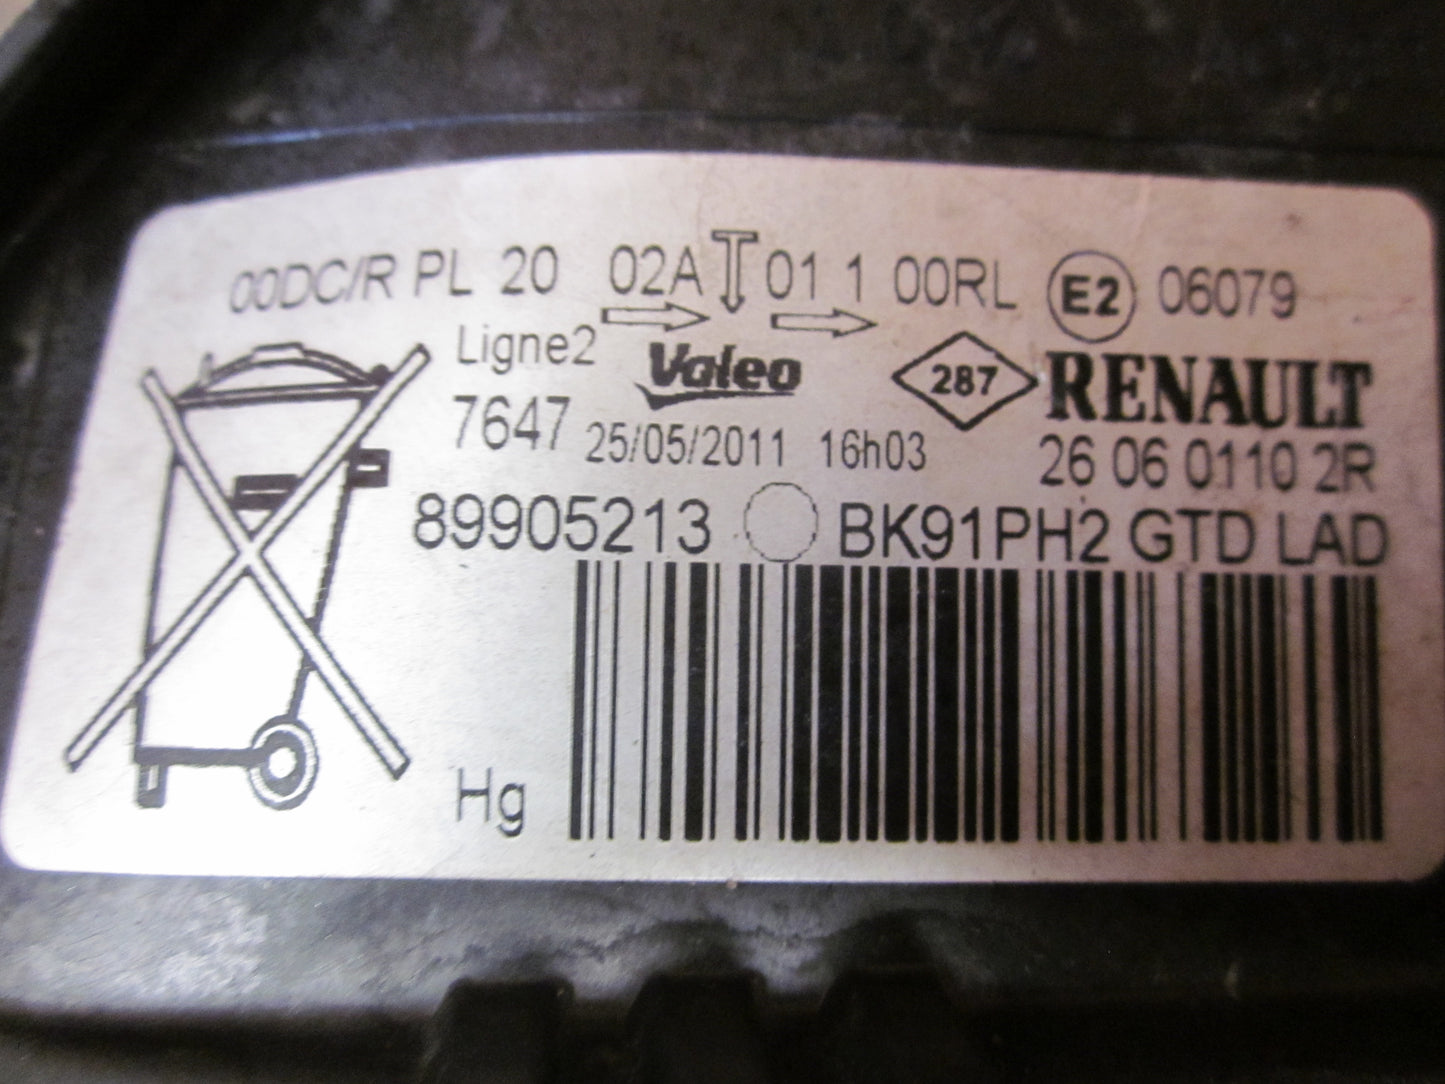 00DC/R PL 20 02A 01 1 00RL E2 06079
Ligne2 Valeo 287 RENAULT
7647 25/05/2011 16h03 26 06 0110 2R
89905213 BK91PH2 GTD LAD
Hg